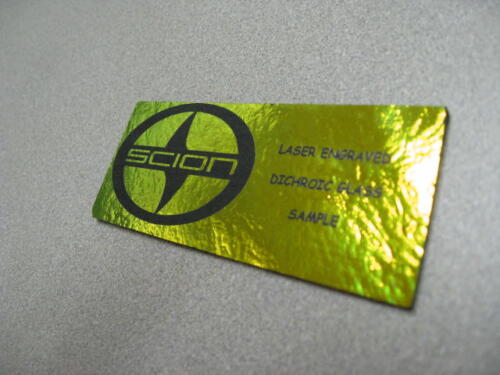 SCION
LASER ENGRAVED
DICHROIC GLASS
SAMPLE